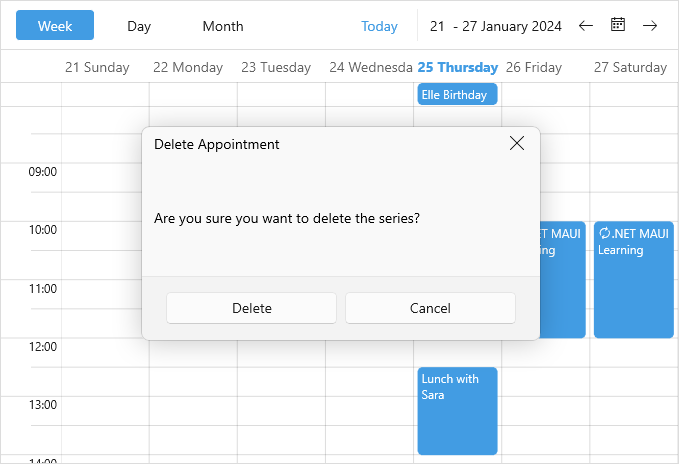 Week Day Month Today 21 - 27 January 2024
21 Sunday 22 Monday 23 Tuesday 24 Wednesda 25 Thursday 26 Friday 27 Saturday
Elle Birthday
Delete Appointment
09:00
Are you sure you want to delete the series?
10:00
ET MAUI
ing
.NET MAUI
Learning
11:00
Delete Cancel
12:00
Lunch with
Sara
13:00
14:00